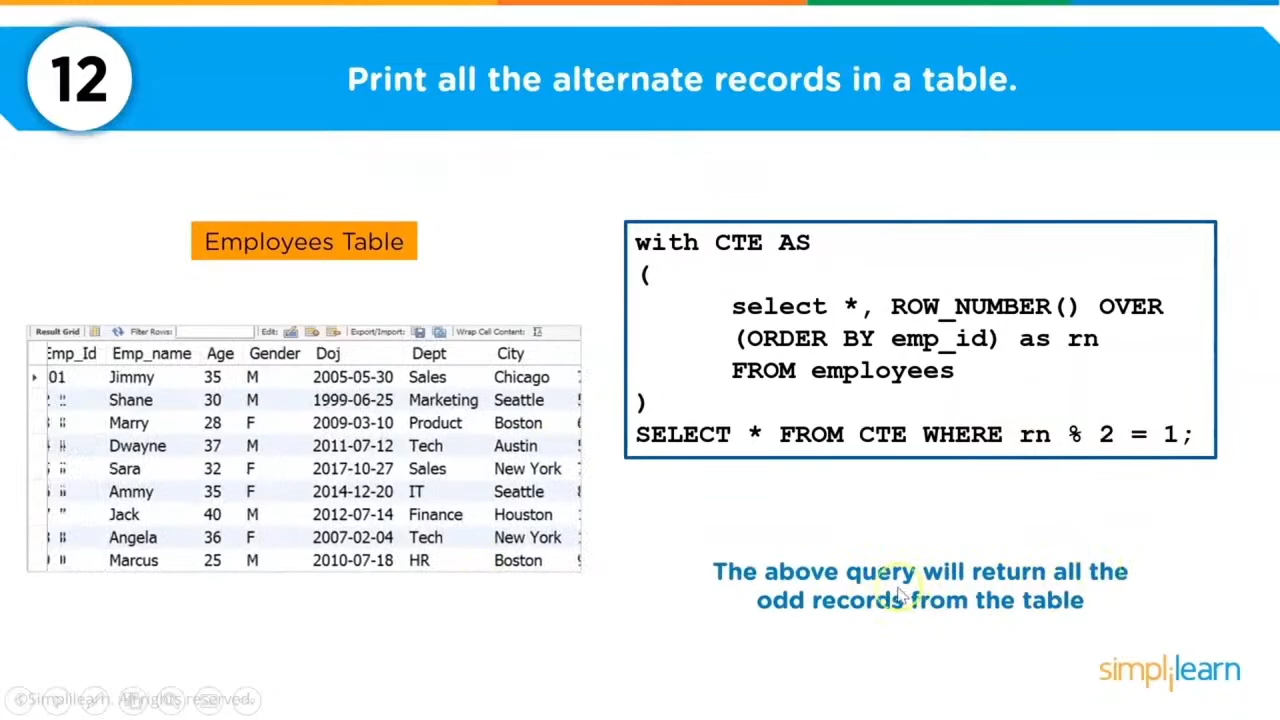 12
Print all the alternate records in a table.
Employees Table
Result Grid Filter Rows: Edit: Export/Import: Wrap Cell Content:
Emp_Id Emp_name Age Gender Doj Dept City
01 Jimmy 35 M 2005-05-30 Sales Chicago
Shane 30 M 1999-06-25 Marketing Seattle
Marry 28 F 2009-03-10 Product Boston
Dwayne 37 M 2011-07-12 Tech Austin
Sara 32 F 2017-10-27 Sales New York
Ammy 35 F 2014-12-20 IT Seattle
Jack 40 M 2012-07-14 Finance Houston
Angela 36 F 2007-02-04 Tech New York
Marcus 25 M 2010-07-18 HR Boston
with CTE AS
(
select *, ROW_NUMBER() OVER
(ORDER BY emp_id) as rn
FROM employees
)
SELECT * FROM CTE WHERE rn % 2 = 1;
The above query will return all the
odd records from the table
simplilearn
©Simplilearn. All rights reserved.